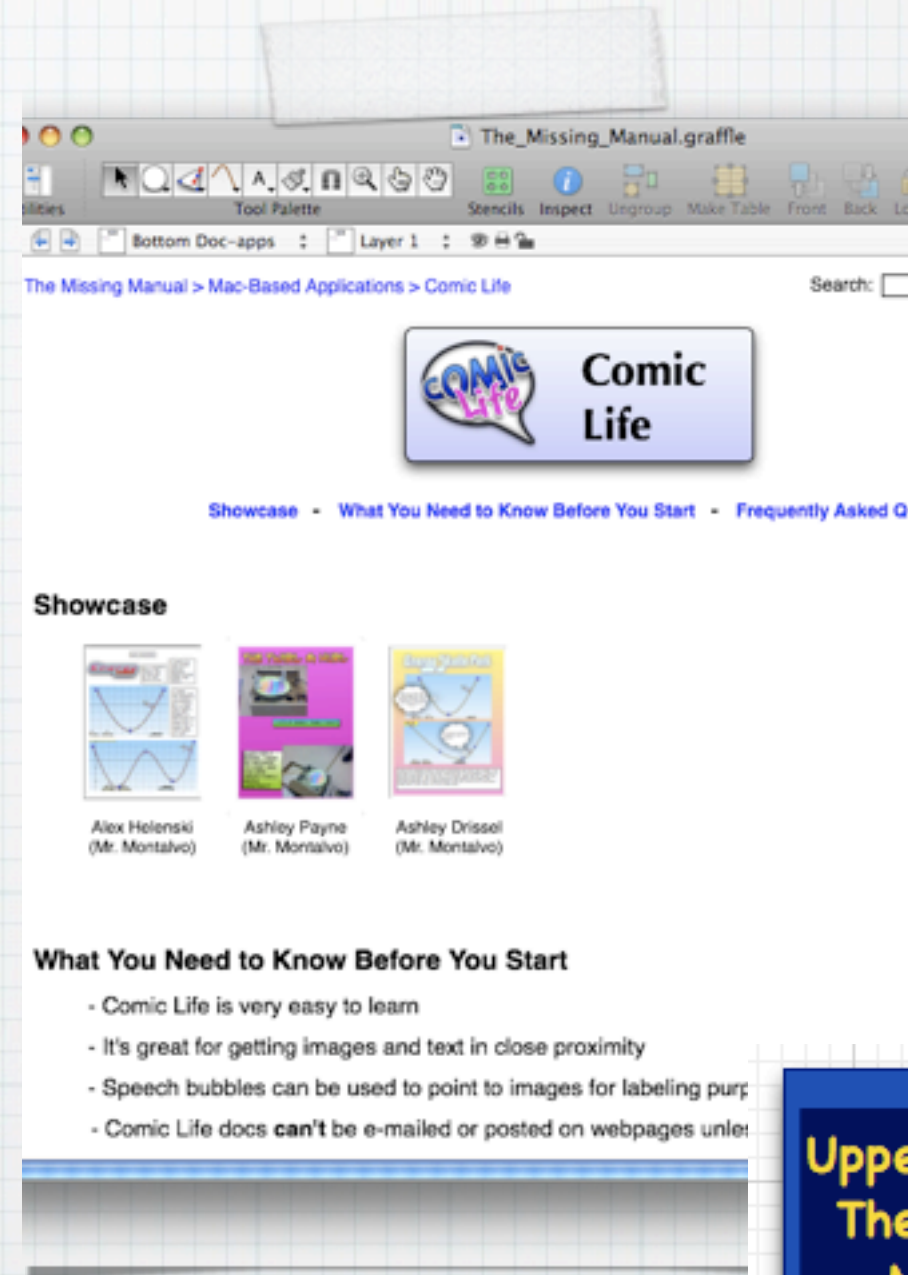 The_Missing_Manual.graffle
Tool Palette
Stencils Inspect Ungroup Make Table Front Back
Bottom Doc-apps Layer 1
The Missing Manual > Mac-Based Applications > Comic Life
Search:
COMIC Life
Comic
Life
Showcase - What You Need to Know Before You Start - Frequently Asked Q
Showcase
Alex Helenski
(Mr. Montalvo)
Ashley Payne
(Mr. Montalvo)
Ashley Drissel
(Mr. Montalvo)
What You Need to Know Before You Start
- Comic Life is very easy to learn
- It's great for getting images and text in close proximity
- Speech bubbles can be used to point to images for labeling purp
- Comic Life docs can't be e-mailed or posted on webpages unles
Uppe
The